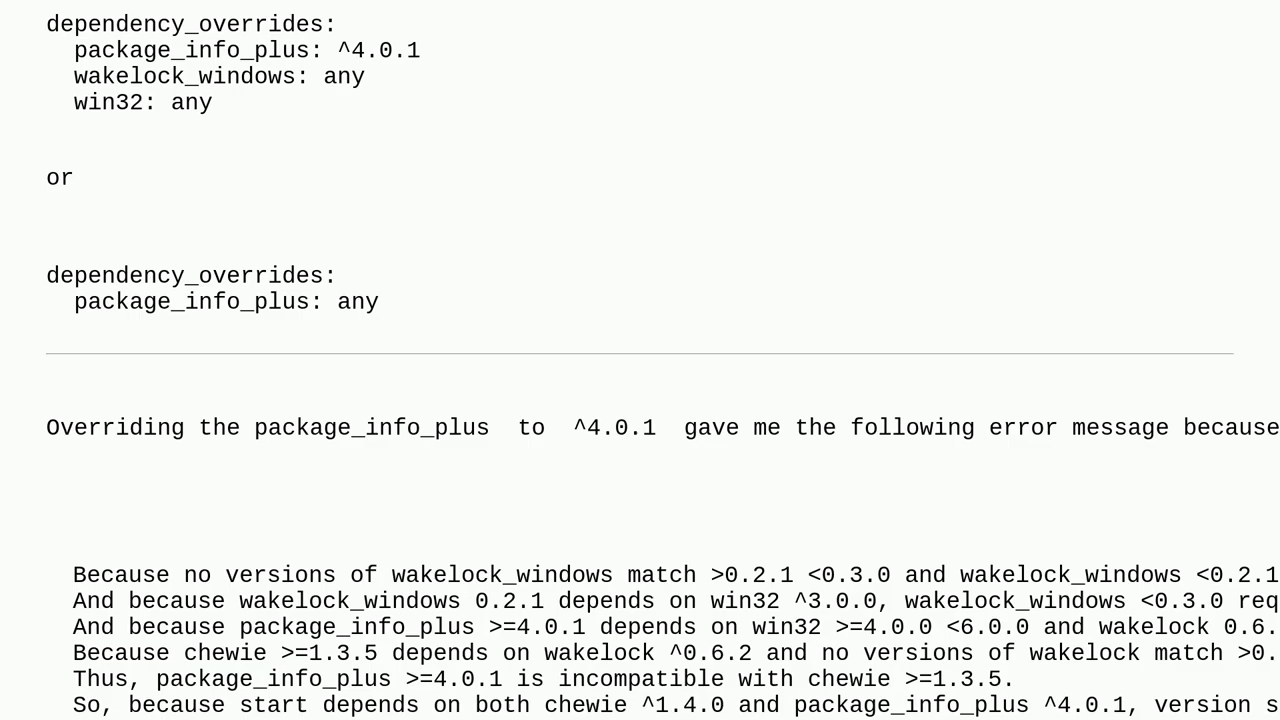 dependency_overrides:
  package_info_plus: ^4.0.1
  wakelock_windows: any
  win32: any
or
dependency_overrides:
  package_info_plus: any
Overriding the package_info_plus  to  ^4.0.1  gave me the following error message because
Because no versions of wakelock_windows match >0.2.1 <0.3.0 and wakelock_windows <0.2.1
And because wakelock_windows 0.2.1 depends on win32 ^3.0.0, wakelock_windows <0.3.0 req
And because package_info_plus >=4.0.1 depends on win32 >=4.0.0 <6.0.0 and wakelock 0.6.
Because chewie >=1.3.5 depends on wakelock ^0.6.2 and no versions of wakelock match >0.
Thus, package_info_plus >=4.0.1 is incompatible with chewie >=1.3.5.
So, because start depends on both chewie ^1.4.0 and package_info_plus ^4.0.1, version s